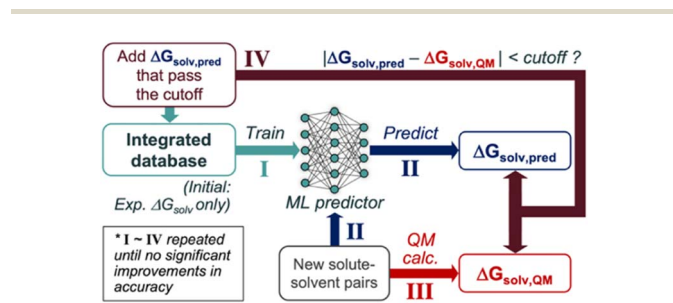 Add ΔGsolv,pred
that pass
the cutoff
IV
|ΔGsolv,pred – ΔGsolv,QM| < cutoff ?
Integrated
database
Train
I
Predict
II
ΔGsolv,pred
(Initial:
Exp. ΔGsolv only)
ML predictor
II
* I ~ IV repeated
until no significant
improvements in
accuracy
New solute-
solvent pairs
QM
calc.
III
ΔGsolv,QM